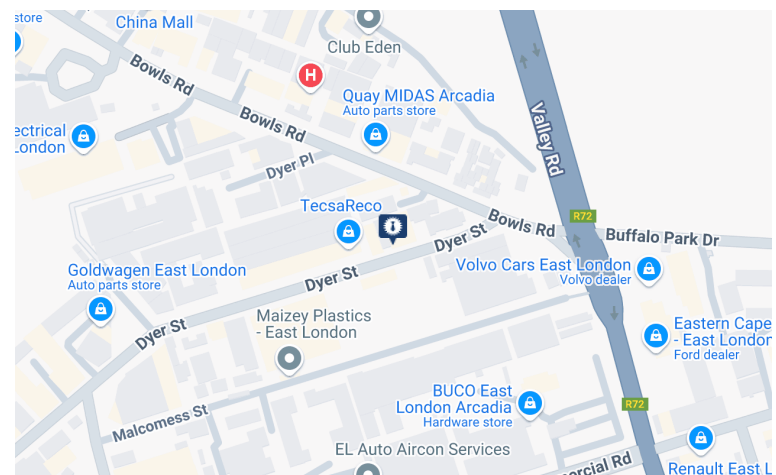 store
China Mall
Club Eden
Bowls Rd
H
Quay MIDAS Arcadia
Auto parts store
Bowls Rd
Valley Rd
ectrical
London
Dyer Pl
TecsaReco
Bowls Rd
R72
Buffalo Park Dr
Dyer St
Goldwagen East London
Auto parts store
Dyer St
Volvo Cars East London
Volvo dealer
Maizey Plastics
- East London
Dyer St
Eastern Cape
- East London
Ford dealer
BUCO East
London Arcadia
Hardware store
R72
Malcomess St
EL Auto Aircon Services
ercial Rd
Renault East L